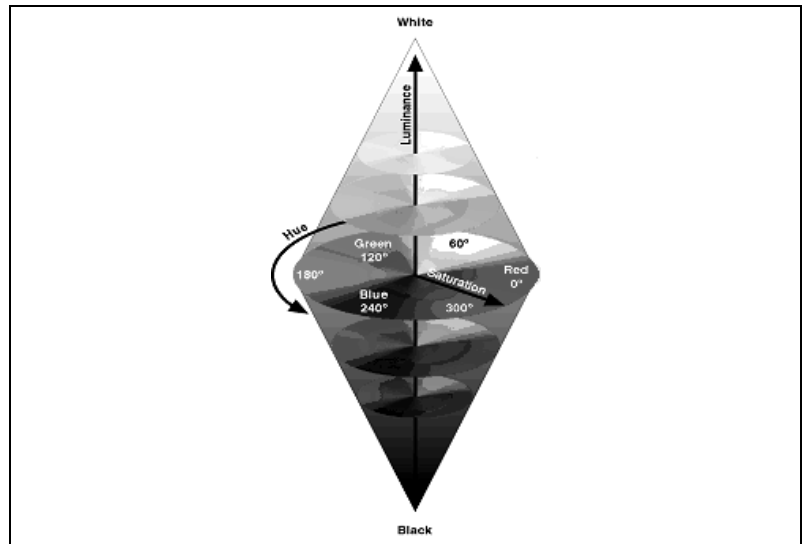 White
Luminance
Hue
Green
120°
60°
180°
Saturation
Red
0°
Blue
240°
300°
Black